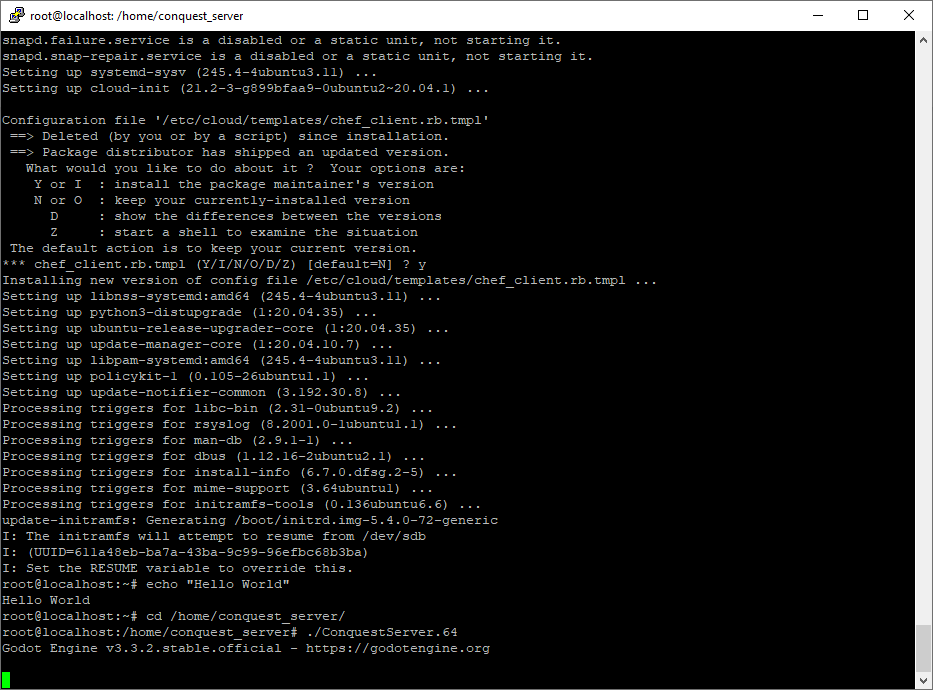 root@localhost: /home/conquest_server
snapd.failure.service is a disabled or a static unit, not starting it.
snapd.snap-repair.service is a disabled or a static unit, not starting it.
Setting up systemd-sysv (245.4-4ubuntu3.11) ...
Setting up cloud-init (21.2-3-g899bfaa9-0ubuntu2~20.04.1) ...
Configuration file '/etc/cloud/templates/chef_client.rb.tmpl'
 ==> Deleted (by you or by a script) since installation.
 ==> Package distributor has shipped an updated version.
   What would you like to do about it ?  Your options are:
    Y or I  : install the package maintainer's version
    N or O  : keep your currently-installed version
      D     : show the differences between the versions
      Z     : start a shell to examine the situation
 The default action is to keep your current version.
*** chef_client.rb.tmpl (Y/I/N/O/D/Z) [default=N] ? y
Installing new version of config file /etc/cloud/templates/chef_client.rb.tmpl ...
Setting up libnss-systemd:amd64 (245.4-4ubuntu3.11) ...
Setting up python3-distupgrade (1:20.04.35) ...
Setting up ubuntu-release-upgrader-core (1:20.04.35) ...
Setting up update-manager-core (1:20.04.10.7) ...
Setting up libpam-systemd:amd64 (245.4-4ubuntu3.11) ...
Setting up policykit-1 (0.105-26ubuntu1.1) ...
Setting up update-notifier-common (3.192.30.8) ...
Processing triggers for libc-bin (2.31-0ubuntu9.2) ...
Processing triggers for rsyslog (8.2001.0-1ubuntu1.1) ...
Processing triggers for man-db (2.9.1-1) ...
Processing triggers for dbus (1.12.16-2ubuntu2.1) ...
Processing triggers for install-info (6.7.0.dfsg.2-5) ...
Processing triggers for mime-support (3.64ubuntu1) ...
Processing triggers for initramfs-tools (0.136ubuntu6.6) ...
update-initramfs: Generating /boot/initrd.img-5.4.0-72-generic
I: The initramfs will attempt to resume from /dev/sdb
I: (UUID=611a48eb-ba7a-43ba-9c99-96efbc68b3ba)
I: Set the RESUME variable to override this.
root@localhost:~# echo "Hello World"
Hello World
root@localhost:~# cd /home/conquest_server/
root@localhost:/home/conquest_server# ./ConquestServer.64
Godot Engine v3.3.2.stable.official - https://godotengine.org